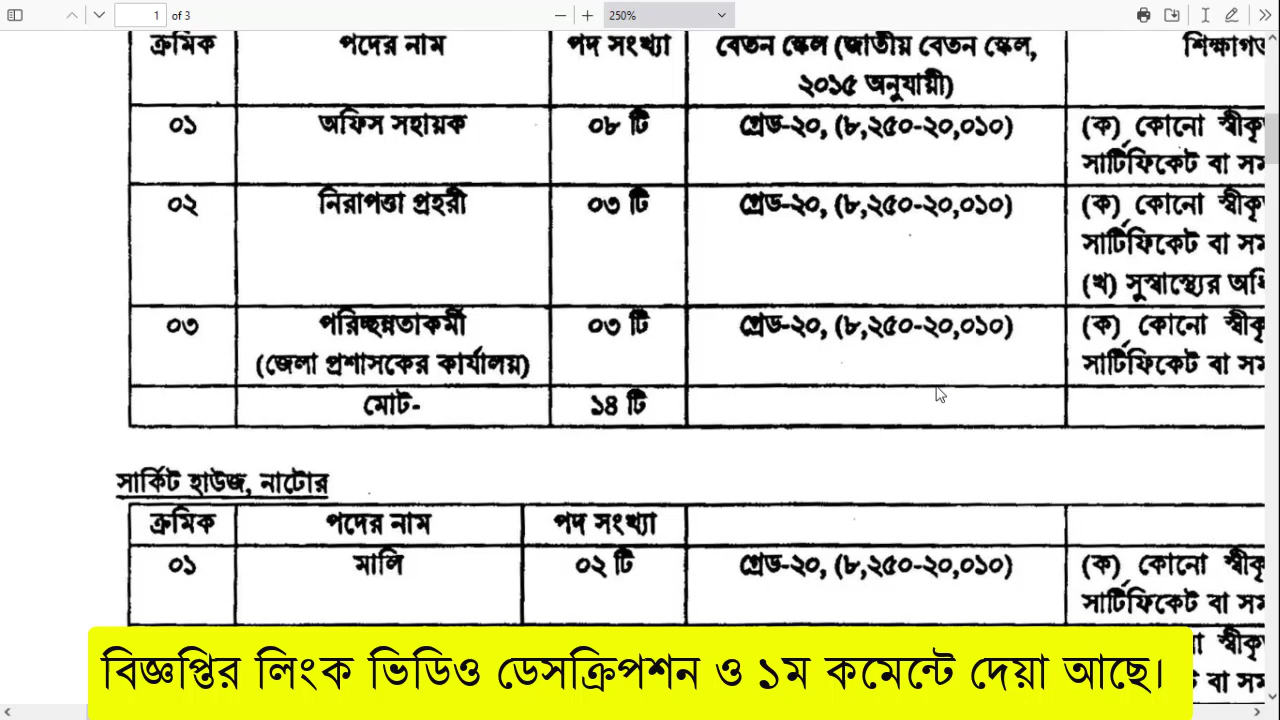 1 of 3
250%
ক্রমিক পদের নাম পদ সংখ্যা বেতন স্কেল (জাতীয় বেতন স্কেল, ২০১৫ অনুযায়ী)
০১ অফিস সহায়ক ০৮ টি গ্রেড-২০, (৮,২৫০-২০,০১০) (ক) কোনো
সার্টিফিকেট বা
০২ নিরাপত্তা প্রহরী ০৩ টি গ্রেড-২০, (৮,২৫০-২০,০১০) (ক) কোনো
সার্টিফিকেট বা
(খ) সুস্বাস্থ্যের
০৩ পরিচ্ছন্নতাকর্মী ০৩ টি গ্রেড-২০, (৮,২৫০-২০,০১০) (ক) কোনো
(জেলা প্রশাসকের কার্যালয়) সার্টিফিকেট বা
মোট- ১৪ টি
সার্কিট হাউজ, নাটোর
ক্রমিক পদের নাম পদ সংখ্যা
০১ মালি ০২ টি গ্রেড-২০, (৮,২৫০-২০,০১০) (ক) কোনো
সার্টিফিকেট বা
বিজ্ঞপ্তির লিংক ভিডিও ডেসক্রিপশন ও ১ম কমেন্টে দেয়া আছে।